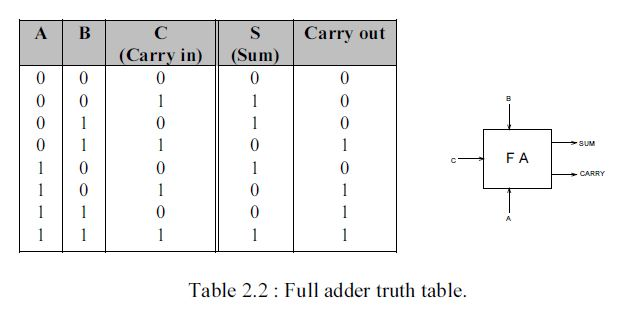 A B C S Carry out
(Carry in) (Sum)
0 0 0 0 0
0 0 1 1 0
0 1 0 1 0
0 1 1 0 1
1 0 0 1 0
1 0 1 0 1
1 1 0 0 1
1 1 1 1 1
B
SUM
C
F A
CARRY
A
Table 2.2 : Full adder truth table.